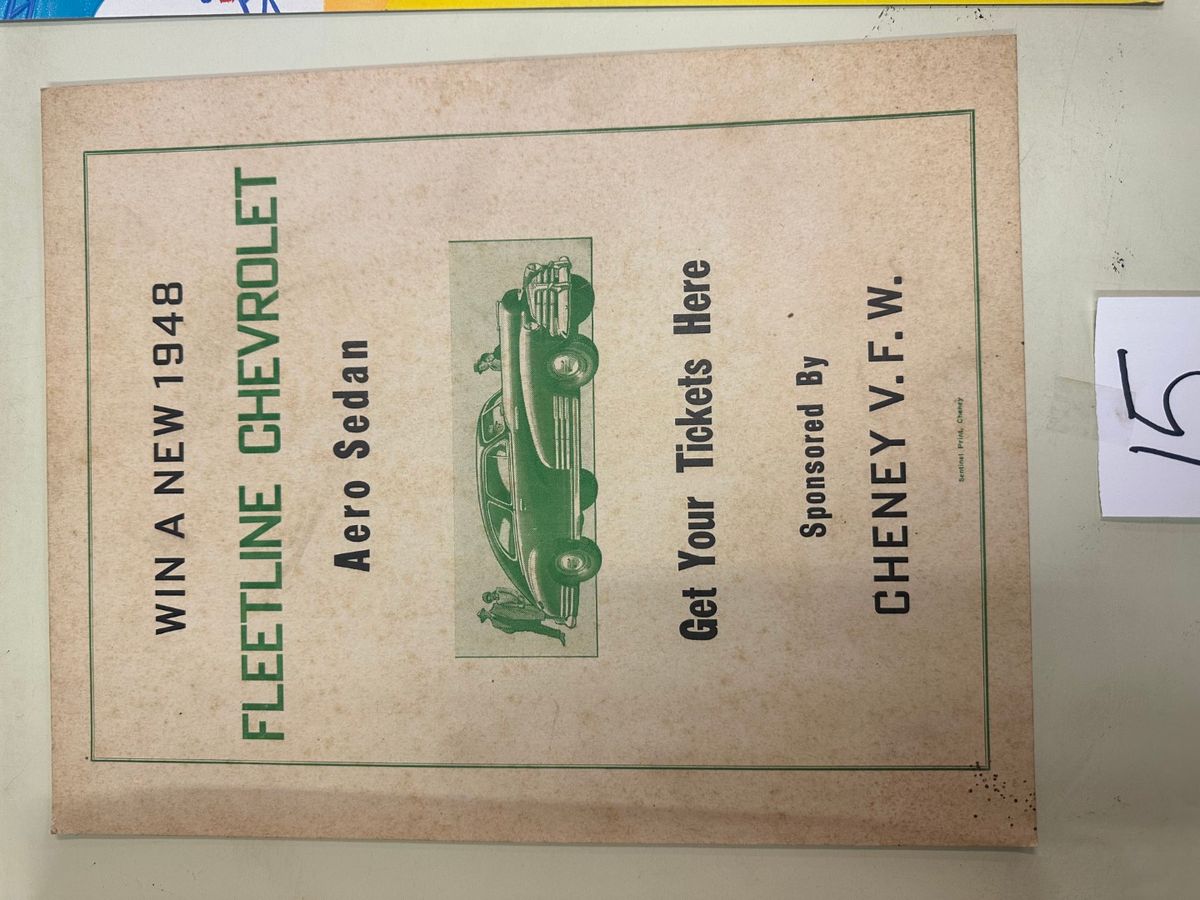 WIN A NEW 1948
FLEETLINE CHEVROLET
Aero Sedan
Get Your Tickets Here
Sponsored By
CHENEY V. F. W.
Sentinel Print, Cheney
15